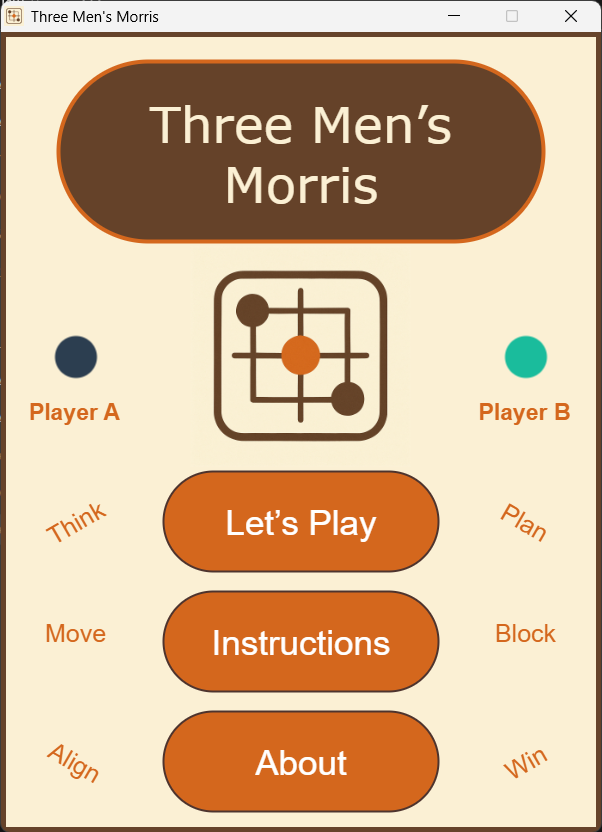 Three Men's Morris
Three Men’s
Morris
Player A
Player B
Think
Let’s Play
Plan
Move
Instructions
Block
Align
About
Win